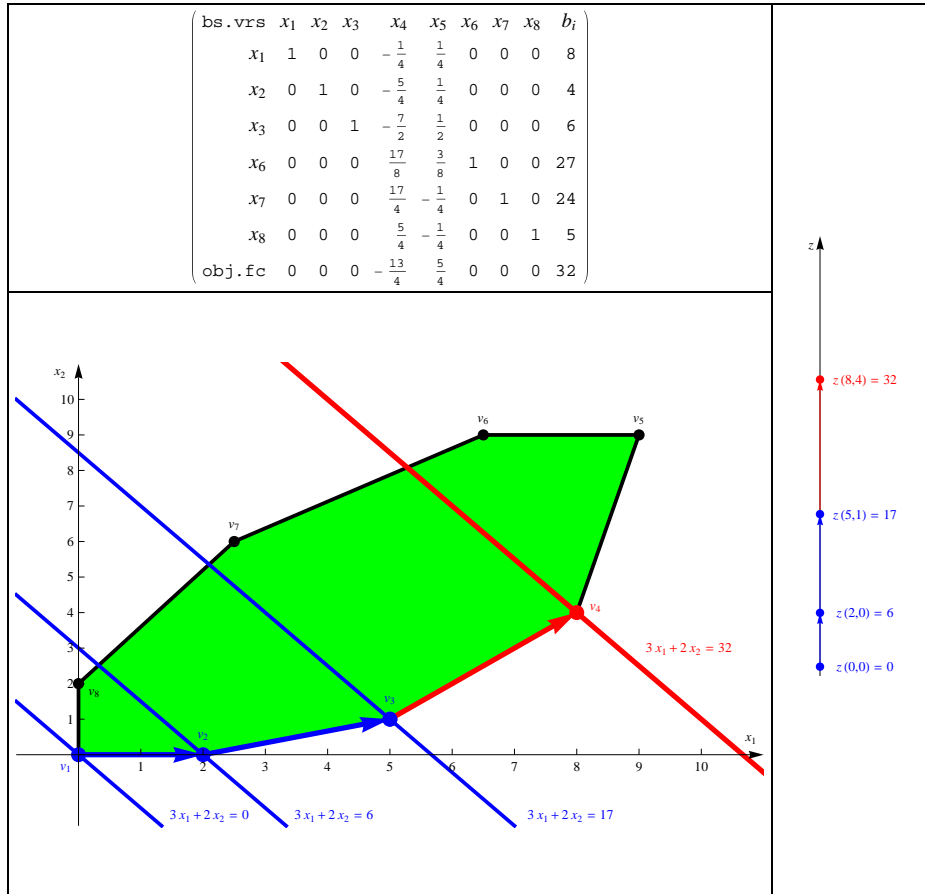 bs.vrs x₁ x₂ x₃ x₄ x₅ x₆ x₇ x₈ bᵢ
x₁ 1 0 0 -1/4 1/4 0 0 0 8
x₂ 0 1 0 -5/4 1/4 0 0 0 4
x₃ 0 0 1 -7/2 1/2 0 0 0 6
x₆ 0 0 0 17/8 3/8 1 0 0 27
x₇ 0 0 0 17/4 -1/4 0 1 0 24
x₈ 0 0 0 5/4 -1/4 0 0 1 5
obj.fc 0 0 0 -13/4 5/4 0 0 0 32
z
z(8,4) = 32
z(5,1) = 17
z(2,0) = 6
z(0,0) = 0
x₂
10
9
8
7
6
5
4
3
2
1
v₆
v₅
v₇
v₄
3x₁+2x₂ = 32
v₈
v₃
v₂
x₁
v₁
1 2 3 4 5 6 7 8 9 10
3x₁+2x₂ = 0
3x₁+2x₂ = 6
3x₁+2x₂ = 17